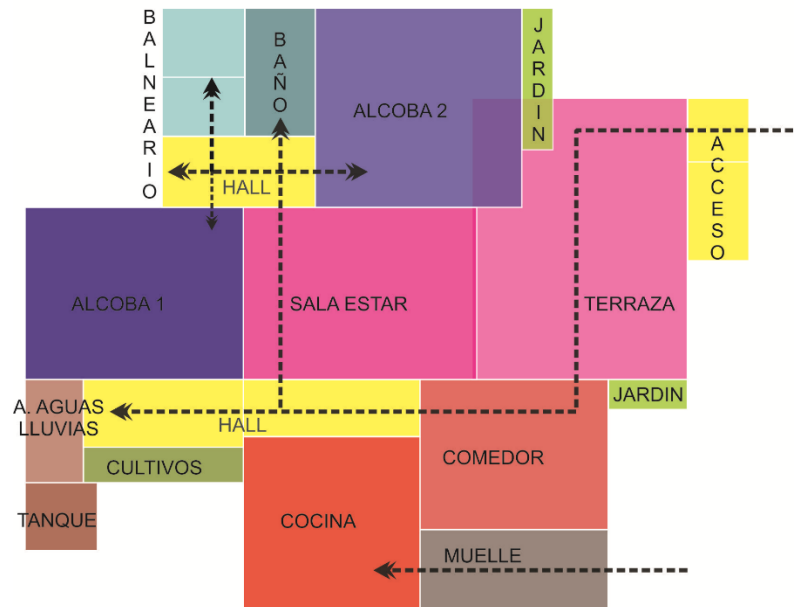 BALNEARIO
BAÑO
ALCOBA 2
JARDIN
ACCESO
HALL
ALCOBA 1
SALA ESTAR
TERRAZA
A. AGUAS
LLUVIAS
HALL
JARDIN
CULTIVOS
COMEDOR
TANQUE
COCINA
MUELLE